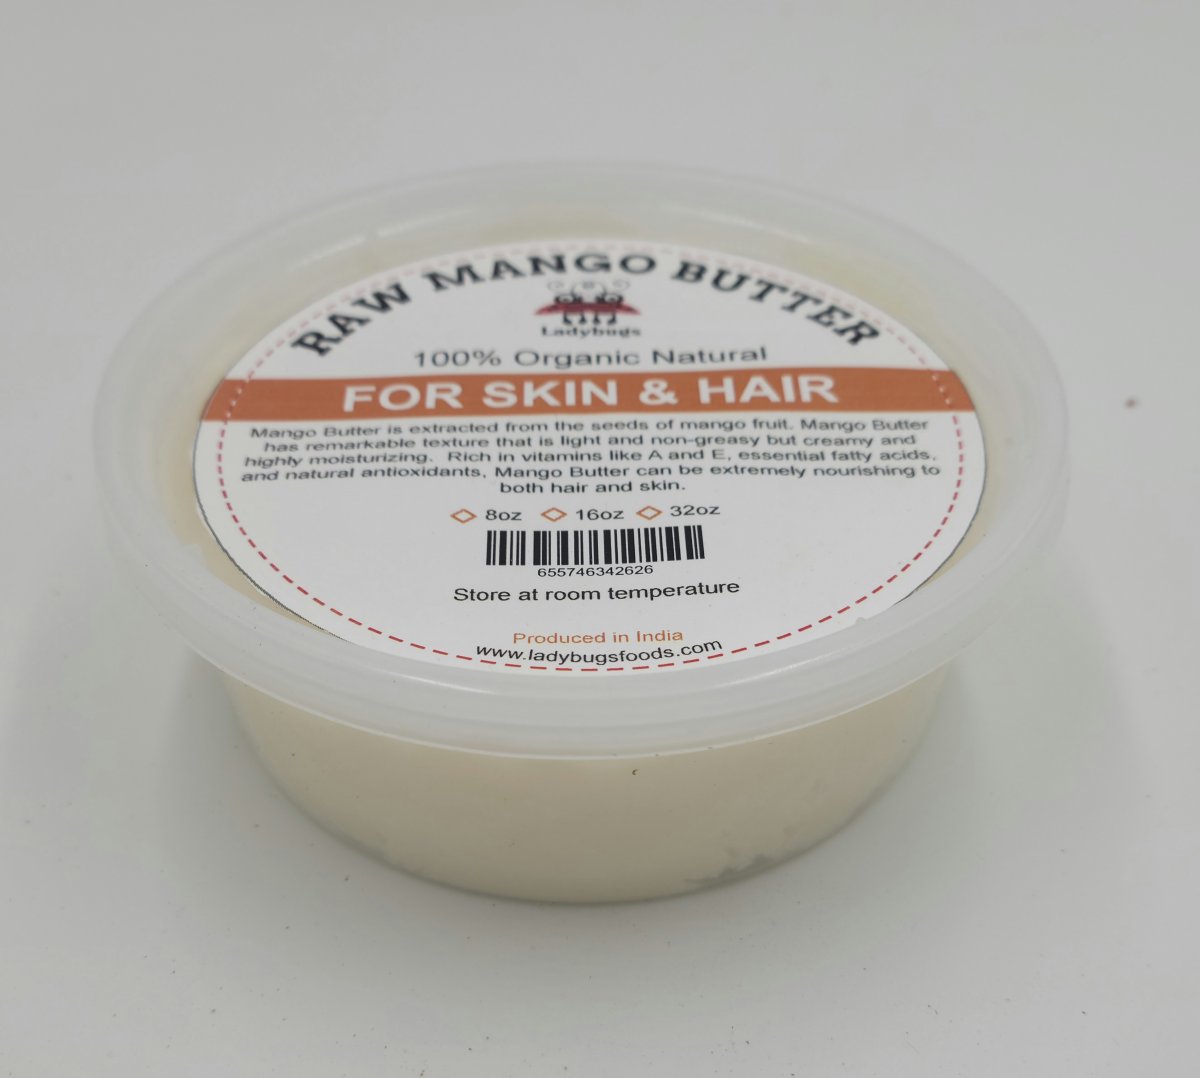 RAW MANGO BUTTER
Ladybugs
100% Organic Natural
FOR SKIN & HAIR
Mango Butter is extracted from the seeds of mango fruit. Mango Butter
has remarkable texture that is light and non-greasy but creamy and
highly moisturizing. Rich in vitamins like A and E, essential fatty acids,
and natural antioxidants, Mango Butter can be extremely nourishing to
both hair and skin.
8oz 16oz 32oz
655746342626
Store at room temperature
Produced in India
www.ladybugsfoods.com